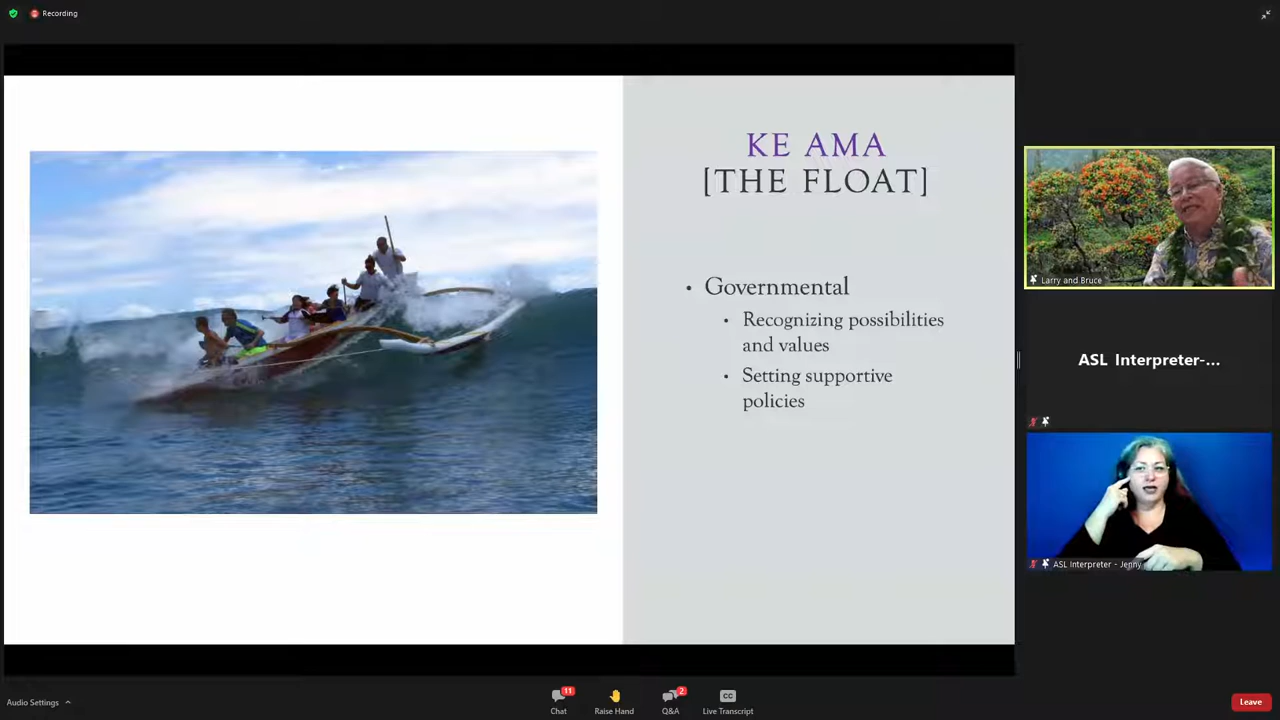 Recording
KE AMA
[THE FLOAT]
• Governmental
• Recognizing possibilities
and values
• Setting supportive
policies
Larry and Bruce
ASL Interpreter-...
ASL Interpreter - Jenny
Audio Settings
11
Chat
Raise Hand
2
Q&A
CC
Live Transcript
Leave